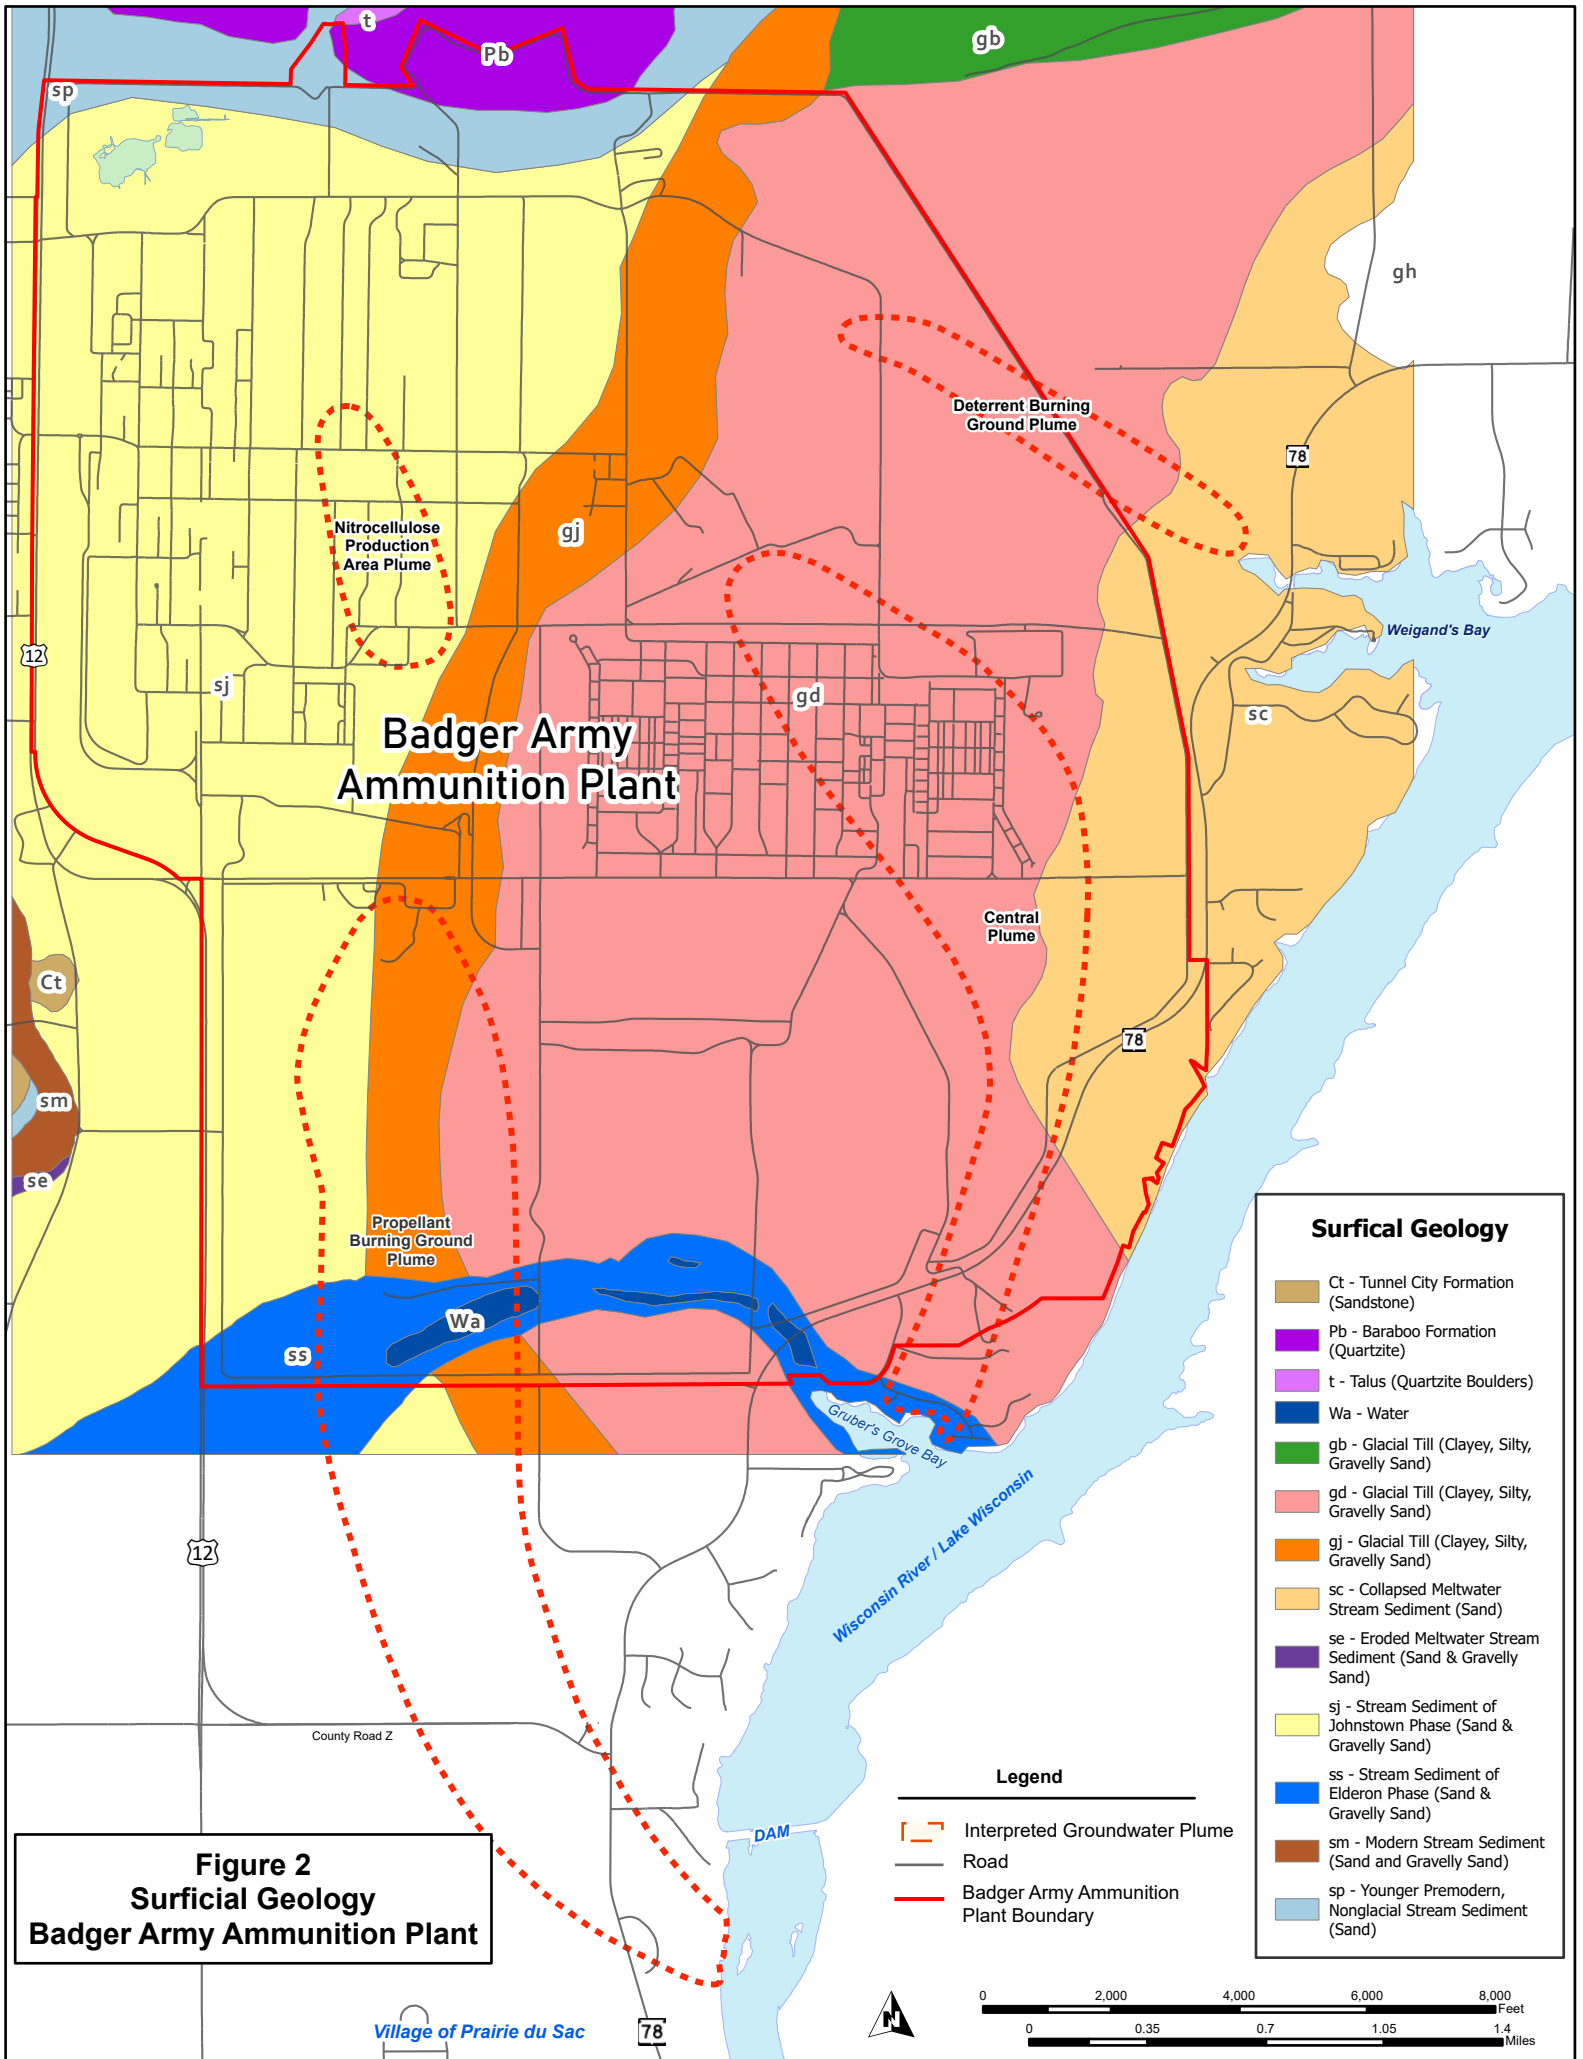 t
Pb
gb
sp
gh
Deterrent Burning
Ground Plume
78
Nitrocellulose
Production
Area Plume
gj
Weigand's Bay
12
sj
gd
sc
Badger Army
Ammunition Plant
Central
Plume
Ct
78
sm
se
Propellant
Burning Ground
Plume
Wa
ss
Gruber's Grove Bay
Wisconsin River / Lake Wisconsin
12
County Road Z
DAM
Village of Prairie du Sac
78
Figure 2
Surficial Geology
Badger Army Ammunition Plant
Legend
Interpreted Groundwater Plume
Road
Badger Army Ammunition
Plant Boundary
N
0 2,000 4,000 6,000 8,000
Feet
0 0.35 0.7 1.05 1.4
Miles
Surfical Geology
Ct - Tunnel City Formation
(Sandstone)
Pb - Baraboo Formation
(Quartzite)
t - Talus (Quartzite Boulders)
Wa - Water
gb - Glacial Till (Clayey, Silty,
Gravelly Sand)
gd - Glacial Till (Clayey, Silty,
Gravelly Sand)
gj - Glacial Till (Clayey, Silty,
Gravelly Sand)
sc - Collapsed Meltwater
Stream Sediment (Sand)
se - Eroded Meltwater Stream
Sediment (Sand & Gravelly
Sand)
sj - Stream Sediment of
Johnstown Phase (Sand &
Gravelly Sand)
ss - Stream Sediment of
Elderon Phase (Sand &
Gravelly Sand)
sm - Modern Stream Sediment
(Sand and Gravelly Sand)
sp - Younger Premodern,
Nonglacial Stream Sediment
(Sand)